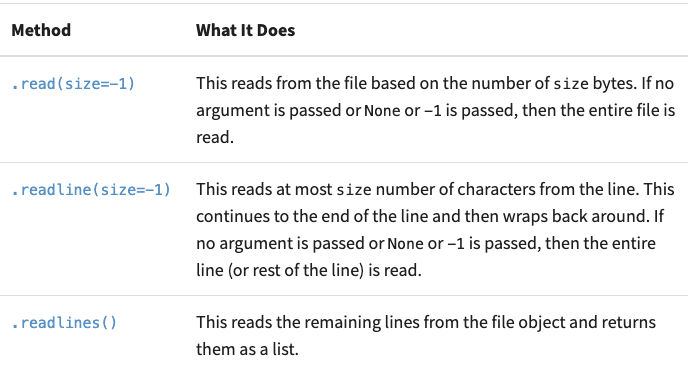 Method What It Does
.read(size=-1) This reads from the file based on the number of size bytes. If no
argument is passed or None or -1 is passed, then the entire file is
read.
.readline(size=-1) This reads at most size number of characters from the line. This
continues to the end of the line and then wraps back around. If
no argument is passed or None or -1 is passed, then the entire
line (or rest of the line) is read.
.readlines() This reads the remaining lines from the file object and returns
them as a list.